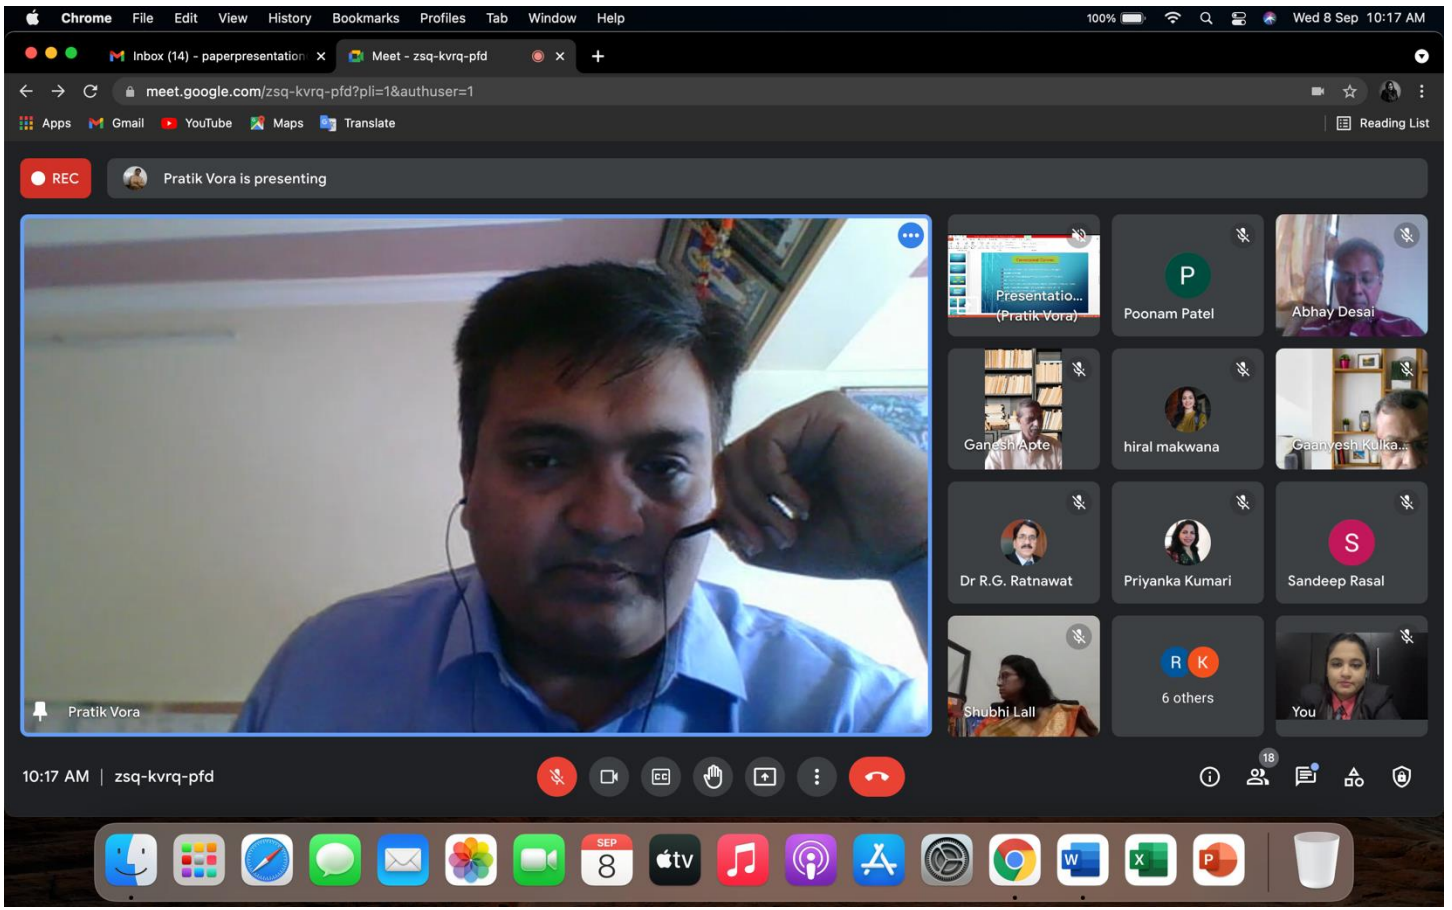 Chrome File Edit View History Bookmarks Profiles Tab Window Help 100% Wed 8 Sep 10:17 AM
Inbox (14) - paperpresentation Meet - zsq-kvrq-pfd
meet.google.com/zsq-kvrq-pfd?pli=1&authuser=1
Apps Gmail YouTube Maps Translate Reading List
REC Pratik Vora is presenting
Presentatio...
(Pratik Vora)
P
Poonam Patel
Abhay Desai
Ganesh Apte
hiral makwana
Gaanyesh Kulka...
Dr R.G. Ratnawat
Priyanka Kumari
S
Sandeep Rasal
Shubhi Lall
R K
6 others
You
Pratik Vora
10:17 AM | zsq-kvrq-pfd
CC
18
SEP
8
tv
W
X
P